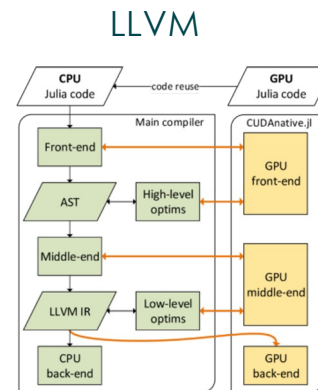 LLVM
CPU
Julia code
code reuse
GPU
Julia code
Main compiler
CUDAnative.jl
Front-end
GPU
front-end
AST
High-level
optims
Middle-end
GPU
middle-end
LLVM IR
Low-level
optims
CPU
back-end
GPU
back-end